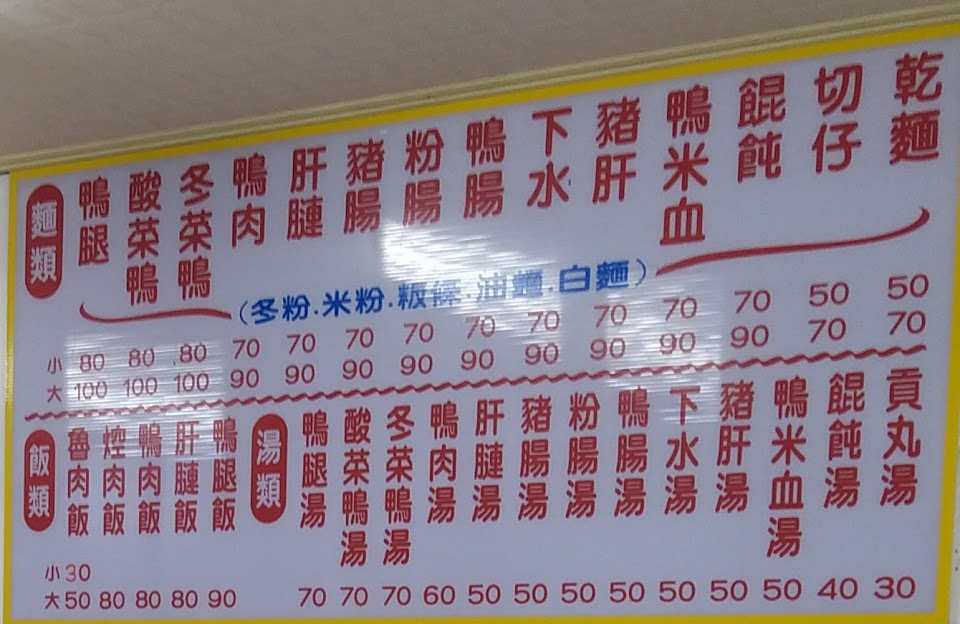 麵類
鴨腿
酸菜鴨
冬菜鴨
鴨肉
肝腱
豬腸
粉腸
鴨腸
下水
豬肝
鴨米血
餛飩
切仔
乾麵
(冬粉.米粉.粄條.油麵.白麵)
小 80 80 80 70 70 70 70 70 70 70 70 70 50 50
大 100 100 100 90 90 90 90 90 90 90 90 90 70 70
飯類
魯肉飯
焢肉飯
鴨肉飯
肝腱飯
鴨腿飯
小 30
大 50 80 80 80 90
湯類
鴨腿湯
酸菜鴨湯
冬菜鴨湯
鴨肉湯
肝腱湯
豬腸湯
粉腸湯
鴨腸湯
下水湯
豬肝湯
鴨米血湯
餛飩湯
貢丸湯
70 70 70 60 50 50 50 50 50 50 50 40 30